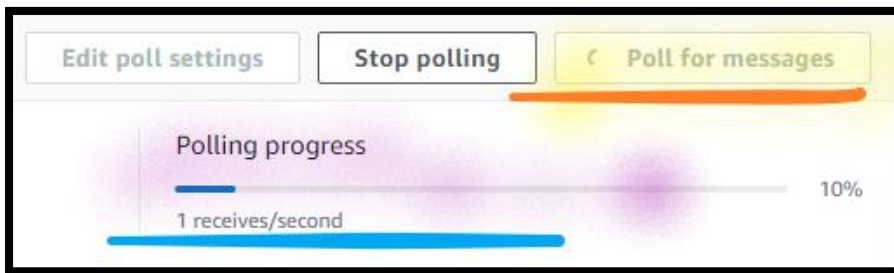 Edit poll settings Stop polling Poll for messages
Polling progress
10%
1 receives/second